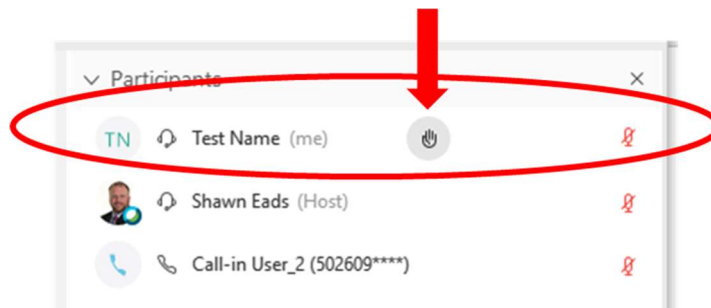 Participants
TN Test Name (me)
Shawn Eads (Host)
Call-in User_2 (502609****)